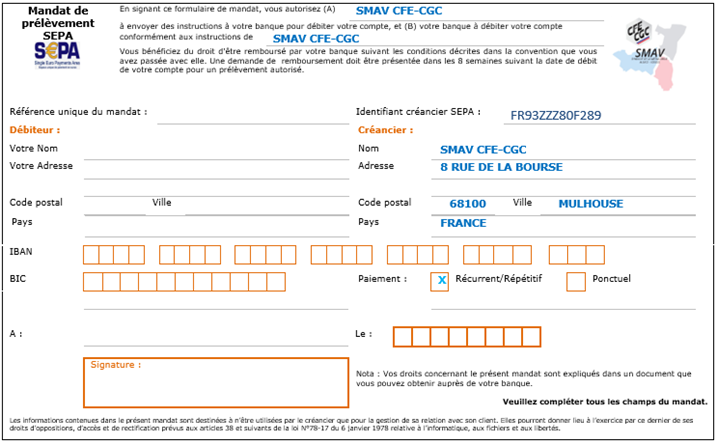 Mandat de
prélèvement
SEPA
SEPA
Single Euro Payments Area
En signant ce formulaire de mandat, vous autorisez (A) SMAV CFE-CGC
à envoyer des instructions à votre banque pour débiter votre compte, et (B) votre banque à débiter votre compte
conformément aux instructions de SMAV CFE-CGC
Vous bénéficiez du droit d'être remboursé par votre banque suivant les conditions décrites dans la convention que vous
avez passée avec elle. Une demande de remboursement doit être présentée dans les 8 semaines suivant la date de débit
de votre compte pour un prélèvement autorisé.
CFE
CGC
SMAV
Référence unique du mandat :
Identifiant créancier SEPA : FR93ZZZ80F289
Débiteur :
Créancier :
Votre Nom
Nom SMAV CFE-CGC
Votre Adresse
Adresse 8 RUE DE LA BOURSE
Code postal Ville
Code postal 68100 Ville MULHOUSE
Pays
Pays FRANCE
IBAN
BIC
Paiement : X Récurrent/Répétitif Ponctuel
A :
Le :
Signature :
Nota : Vos droits concernant le présent mandat sont expliqués dans un document que
vous pouvez obtenir auprès de votre banque.
Veuillez compléter tous les champs du mandat.
Les informations contenues dans le présent mandat sont destinées à n'être utilisées par le créancier que pour la gestion de sa relation avec son client. Elles pourront donner lieu à l'exercice par ce dernier de ses
droits d'oppositions, d'accès et de rectification prévus aux articles 38 et suivants de la loi N°78-17 du 6 janvier 1978 relative à l'informatique, aux fichiers et aux libertés.